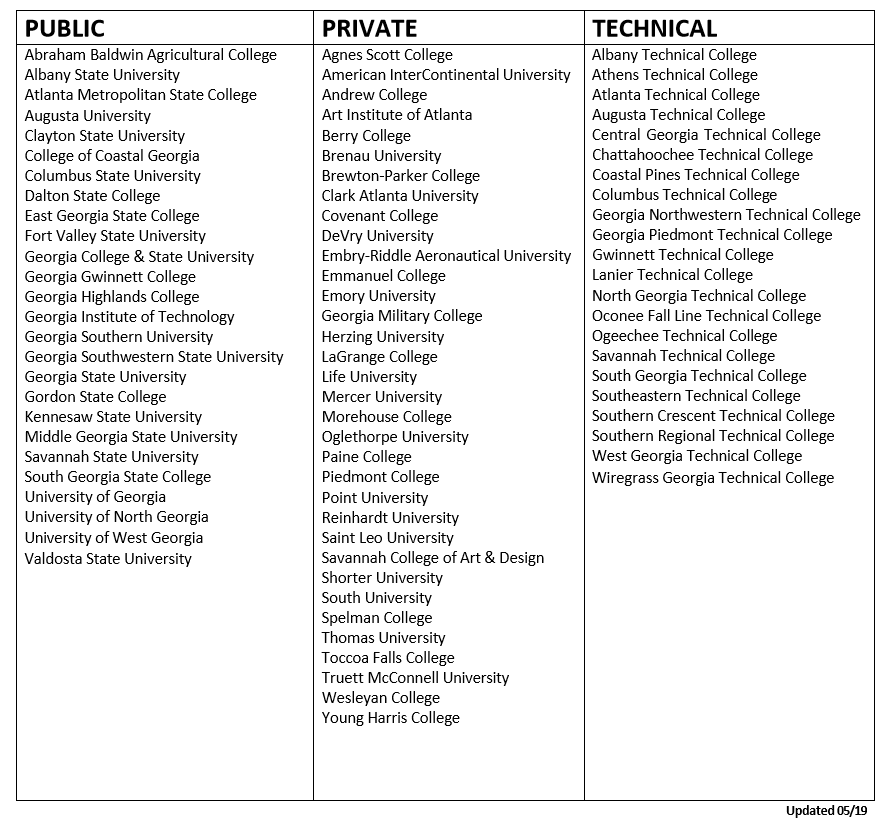 PUBLIC
Abraham Baldwin Agricultural College
Albany State University
Atlanta Metropolitan State College
Augusta University
Clayton State University
College of Coastal Georgia
Columbus State University
Dalton State College
East Georgia State College
Fort Valley State University
Georgia College & State University
Georgia Gwinnett College
Georgia Highlands College
Georgia Institute of Technology
Georgia Southern University
Georgia Southwestern State University
Georgia State University
Gordon State College
Kennesaw State University
Middle Georgia State University
Savannah State University
South Georgia State College
University of Georgia
University of North Georgia
University of West Georgia
Valdosta State University
PRIVATE
Agnes Scott College
American InterContinental University
Andrew College
Art Institute of Atlanta
Berry College
Brenau University
Brewton-Parker College
Clark Atlanta University
Covenant College
DeVry University
Embry-Riddle Aeronautical University
Emmanuel College
Emory University
Georgia Military College
Herzing University
LaGrange College
Life University
Mercer University
Morehouse College
Oglethorpe University
Paine College
Piedmont College
Point University
Reinhardt University
Saint Leo University
Savannah College of Art & Design
Shorter University
South University
Spelman College
Thomas University
Toccoa Falls College
Truett McConnell University
Wesleyan College
Young Harris College
TECHNICAL
Albany Technical College
Athens Technical College
Atlanta Technical College
Augusta Technical College
Central Georgia Technical College
Chattahoochee Technical College
Coastal Pines Technical College
Columbus Technical College
Georgia Northwestern Technical College
Georgia Piedmont Technical College
Gwinnett Technical College
Lanier Technical College
North Georgia Technical College
Oconee Fall Line Technical College
Ogeechee Technical College
Savannah Technical College
South Georgia Technical College
Southeastern Technical College
Southern Crescent Technical College
Southern Regional Technical College
West Georgia Technical College
Wiregrass Georgia Technical College
Updated 05/19